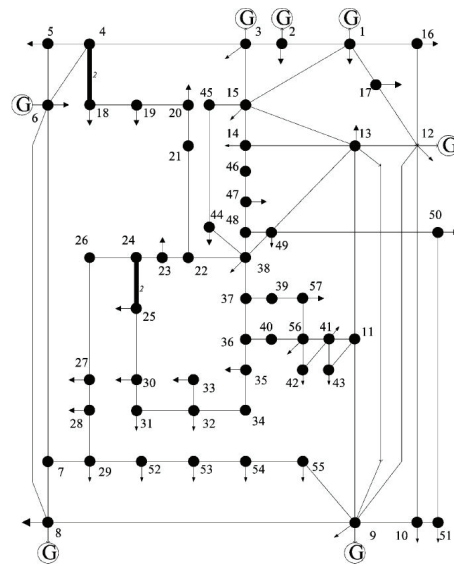 G G G
5 4 3 2 1 16
2 17
G 6 18 19 20 45 15
14 13 12 G
21 46
47
44 48 49 50
26 24 23 22 38
2 37 39 57
25
36 40 56 41 11
27 30 33 35 42 43
28 31 32 34
7 29 52 53 54 55
8 9 10 51
G G